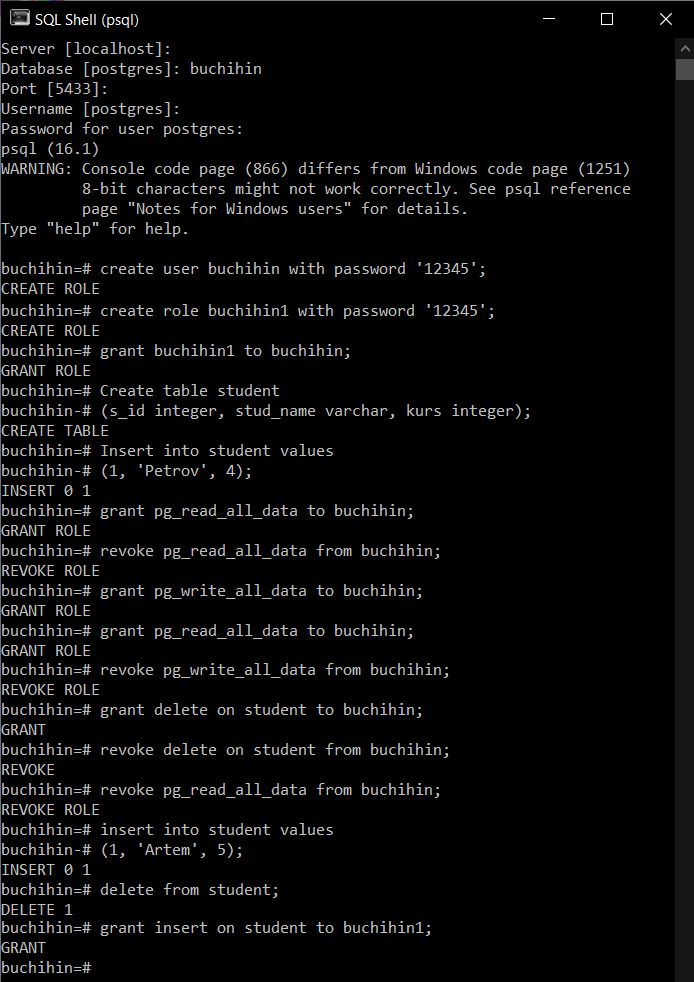 SQL Shell (psql)
Server [localhost]:
Database [postgres]: buchihin
Port [5433]:
Username [postgres]:
Password for user postgres:
psql (16.1)
WARNING: Console code page (866) differs from Windows code page (1251)
         8-bit characters might not work correctly. See psql reference
         page "Notes for Windows users" for details.
Type "help" for help.

buchihin=# create user buchihin with password '12345';
CREATE ROLE
buchihin=# create role buchihin1 with password '12345';
CREATE ROLE
buchihin=# grant buchihin1 to buchihin;
GRANT ROLE
buchihin=# Create table student
buchihin-# (s_id integer, stud_name varchar, kurs integer);
CREATE TABLE
buchihin=# Insert into student values
buchihin-# (1, 'Petrov', 4);
INSERT 0 1
buchihin=# grant pg_read_all_data to buchihin;
GRANT ROLE
buchihin=# revoke pg_read_all_data from buchihin;
REVOKE ROLE
buchihin=# grant pg_write_all_data to buchihin;
GRANT ROLE
buchihin=# grant pg_read_all_data to buchihin;
GRANT ROLE
buchihin=# revoke pg_write_all_data from buchihin;
REVOKE ROLE
buchihin=# grant delete on student to buchihin;
GRANT
buchihin=# revoke delete on student from buchihin;
REVOKE
buchihin=# revoke pg_read_all_data from buchihin;
REVOKE ROLE
buchihin=# insert into student values
buchihin-# (1, 'Artem', 5);
INSERT 0 1
buchihin=# delete from student;
DELETE 1
buchihin=# grant insert on student to buchihin1;
GRANT
buchihin=#